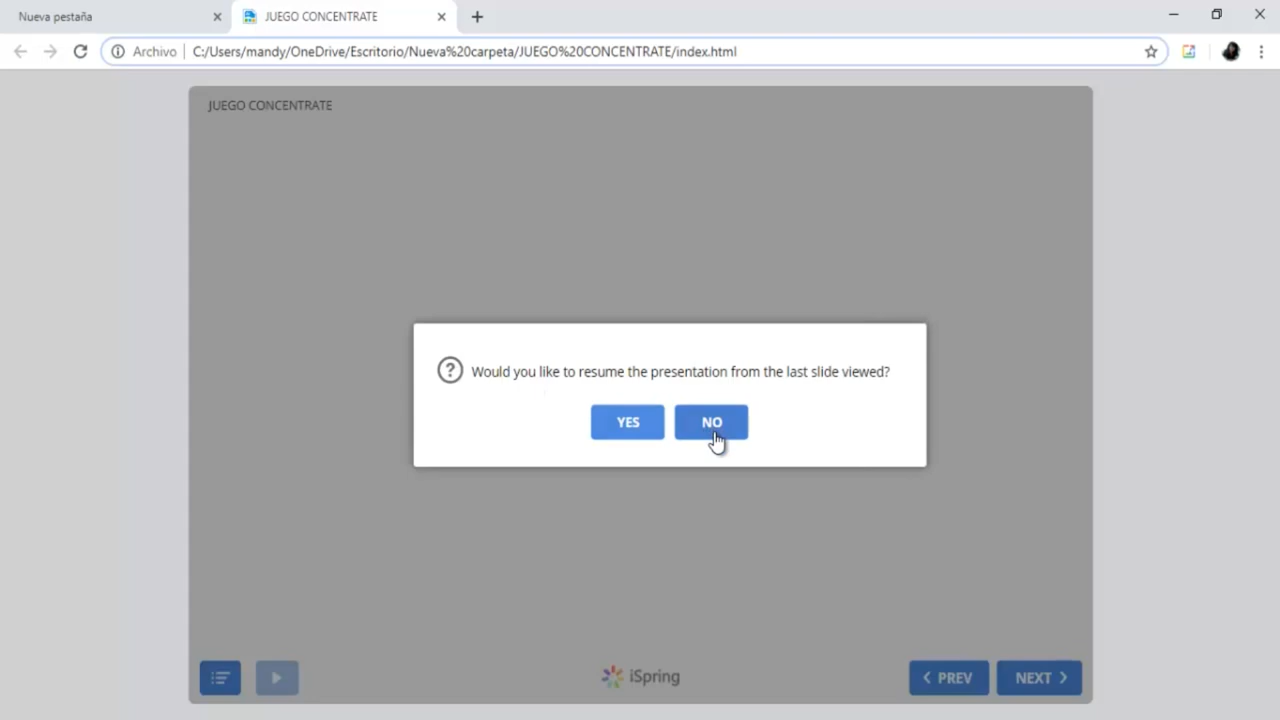 Nueva pestaña
JUEGO CONCENTRATE
Archivo
C:/Users/mandy/OneDrive/Escritorio/Nueva%20carpeta/JUEGO%20CONCENTRATE/index.html
JUEGO CONCENTRATE
Would you like to resume the presentation from the last slide viewed?
YES
NO
iSpring
PREV
NEXT